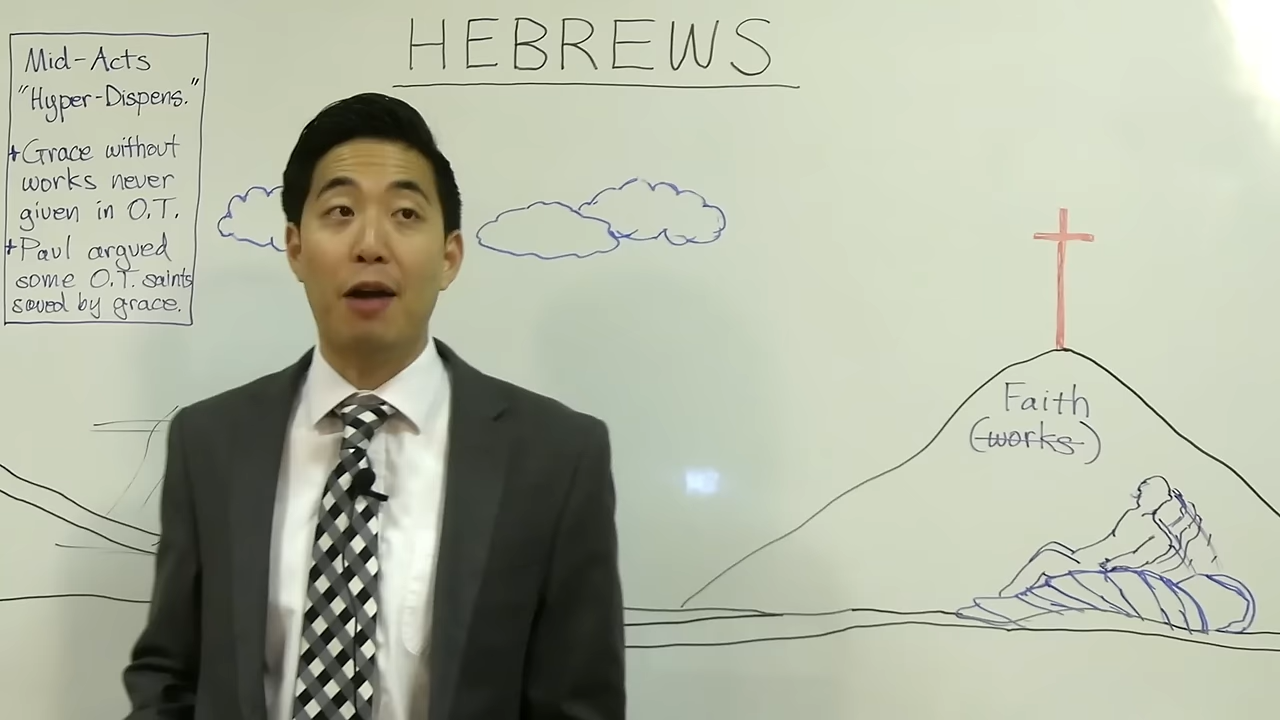 HEBREWS
Mid-Acts
"Hyper-Dispens."
+Grace without
works never
given in O.T.
+Paul argued
some O.T. saints
saved by grace.
Faith
(works)